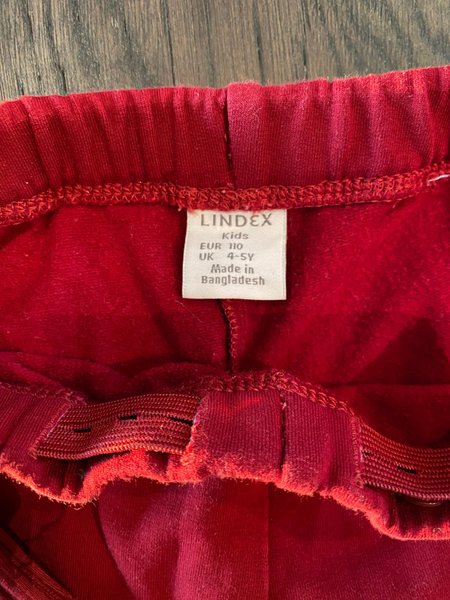 LINDEX
Kids
EUR 110
UK 4-5Y
Made in
Bangladesh